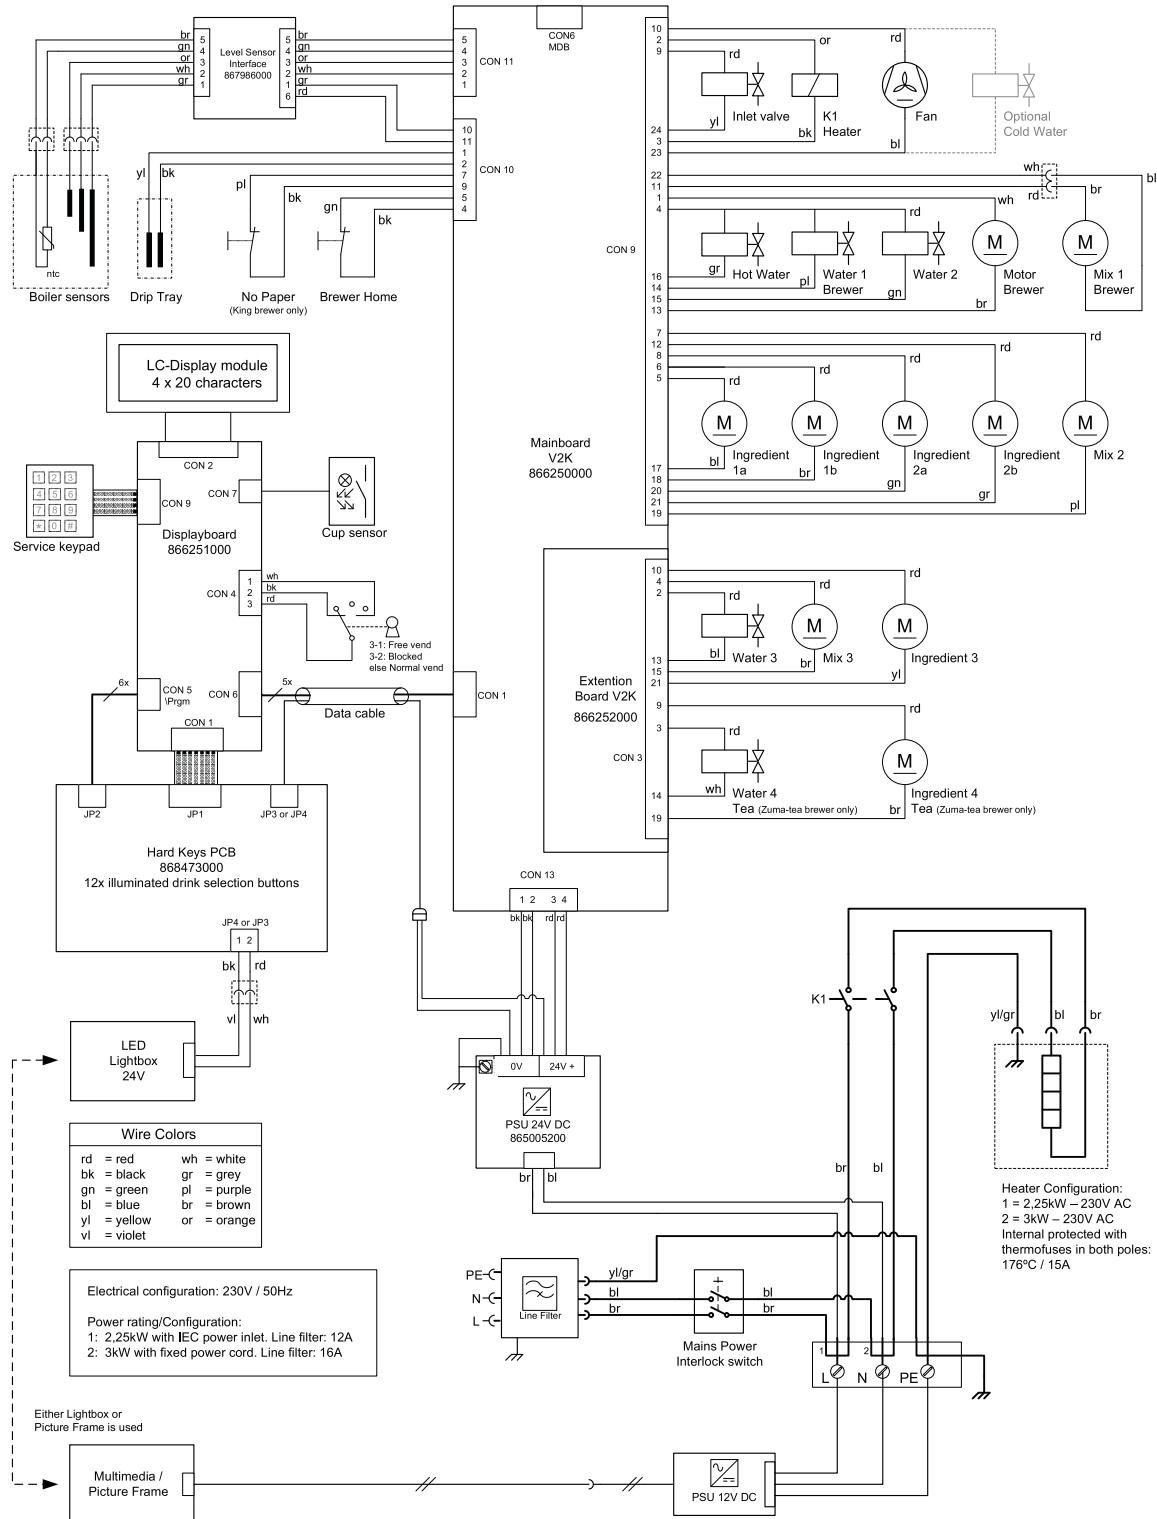 CON6
MDB
br
gn
or
wh
gr
5
4
3
2
1
Level Sensor
Interface
867986000
5
4
3
2
1
6
br
gn
or
wh
gr
rd
5
4
3
2
1
CON 11
10
11
1
2
7
9
5
4
CON 10
yl
bk
pl
bk
gn
bk
ntc
Boiler sensors
Drip Tray
No Paper
(King brewer only)
Brewer Home
10
2
9
24
3
23
rd
or
rd
yl
bk
bl
Inlet valve
K1
Heater
Fan
Optional
Cold Water
22
11
1
4
CON 9
16
14
15
13
wh
rd
bl
br
wh
rd
gr
pl
gn
br
Hot Water
Water 1
Brewer
Water 2
M
Motor
Brewer
M
Mix 1
Brewer
7
12
8
6
5
17
18
20
21
19
rd
rd
rd
rd
rd
M
M
M
M
M
bl
br
gn
gr
pl
Ingredient
1a
Ingredient
1b
Ingredient
2a
Ingredient
2b
Mix 2
Mainboard
V2K
866250000
LC-Display module
4 x 20 characters
CON 2
1 2 3
4 5 6
7 8 9
* 0 #
Service keypad
CON 9
CON 7
Cup sensor
Displayboard
866251000
CON 4
1
2
3
wh
bk
rd
3-1: Free vend
3-2: Blocked
else Normal vend
6x
CON 5
\Prgm
CON 6
5x
Data cable
CON 1
CON 1
10
4
2
13
15
21
rd
rd
rd
bl
br
yl
Water 3
M
Mix 3
M
Ingredient 3
Extention
Board V2K
866252000
CON 3
9
3
14
19
rd
rd
wh
br
Water 4
Tea (Zuma-tea brewer only)
M
Ingredient 4
Tea (Zuma-tea brewer only)
JP2
JP1
JP3 or JP4
Hard Keys PCB
868473000
12x illuminated drink selection buttons
JP4 or JP3
1 2
bk
rd
vl
wh
CON 13
1 2 3 4
bk
bk
rd
rd
LED
Lightbox
24V
0V
24V +
PSU 24V DC
865005200
br
bl
K1
yl/gr
bl
br
br
bl
Heater Configuration:
1 = 2,25kW – 230V AC
2 = 3kW – 230V AC
Internal protected with
thermofuses in both poles:
176ºC / 15A
Wire Colors
rd = red wh = white
bk = black gr = grey
gn = green pl = purple
bl = blue br = brown
yl = yellow or = orange
vl = violet
Electrical configuration: 230V / 50Hz
Power rating/Configuration:
1: 2,25kW with IEC power inlet. Line filter: 12A
2: 3kW with fixed power cord. Line filter: 16A
PE
N
L
Line Filter
yl/gr
bl
br
Mains Power
Interlock switch
bl
br
1
2
L
N
PE
Either Lightbox or
Picture Frame is used
Multimedia /
Picture Frame
PSU 12V DC